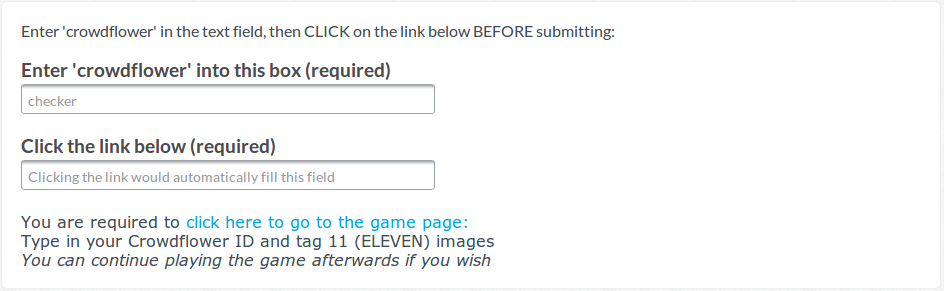 Enter 'crowdflower' in the text field, then CLICK on the link below BEFORE submitting:
Enter 'crowdflower' into this box (required)
checker
Click the link below (required)
Clicking the link would automatically fill this field
You are required to click here to go to the game page:
Type in your Crowdflower ID and tag 11 (ELEVEN) images
You can continue playing the game afterwards if you wish